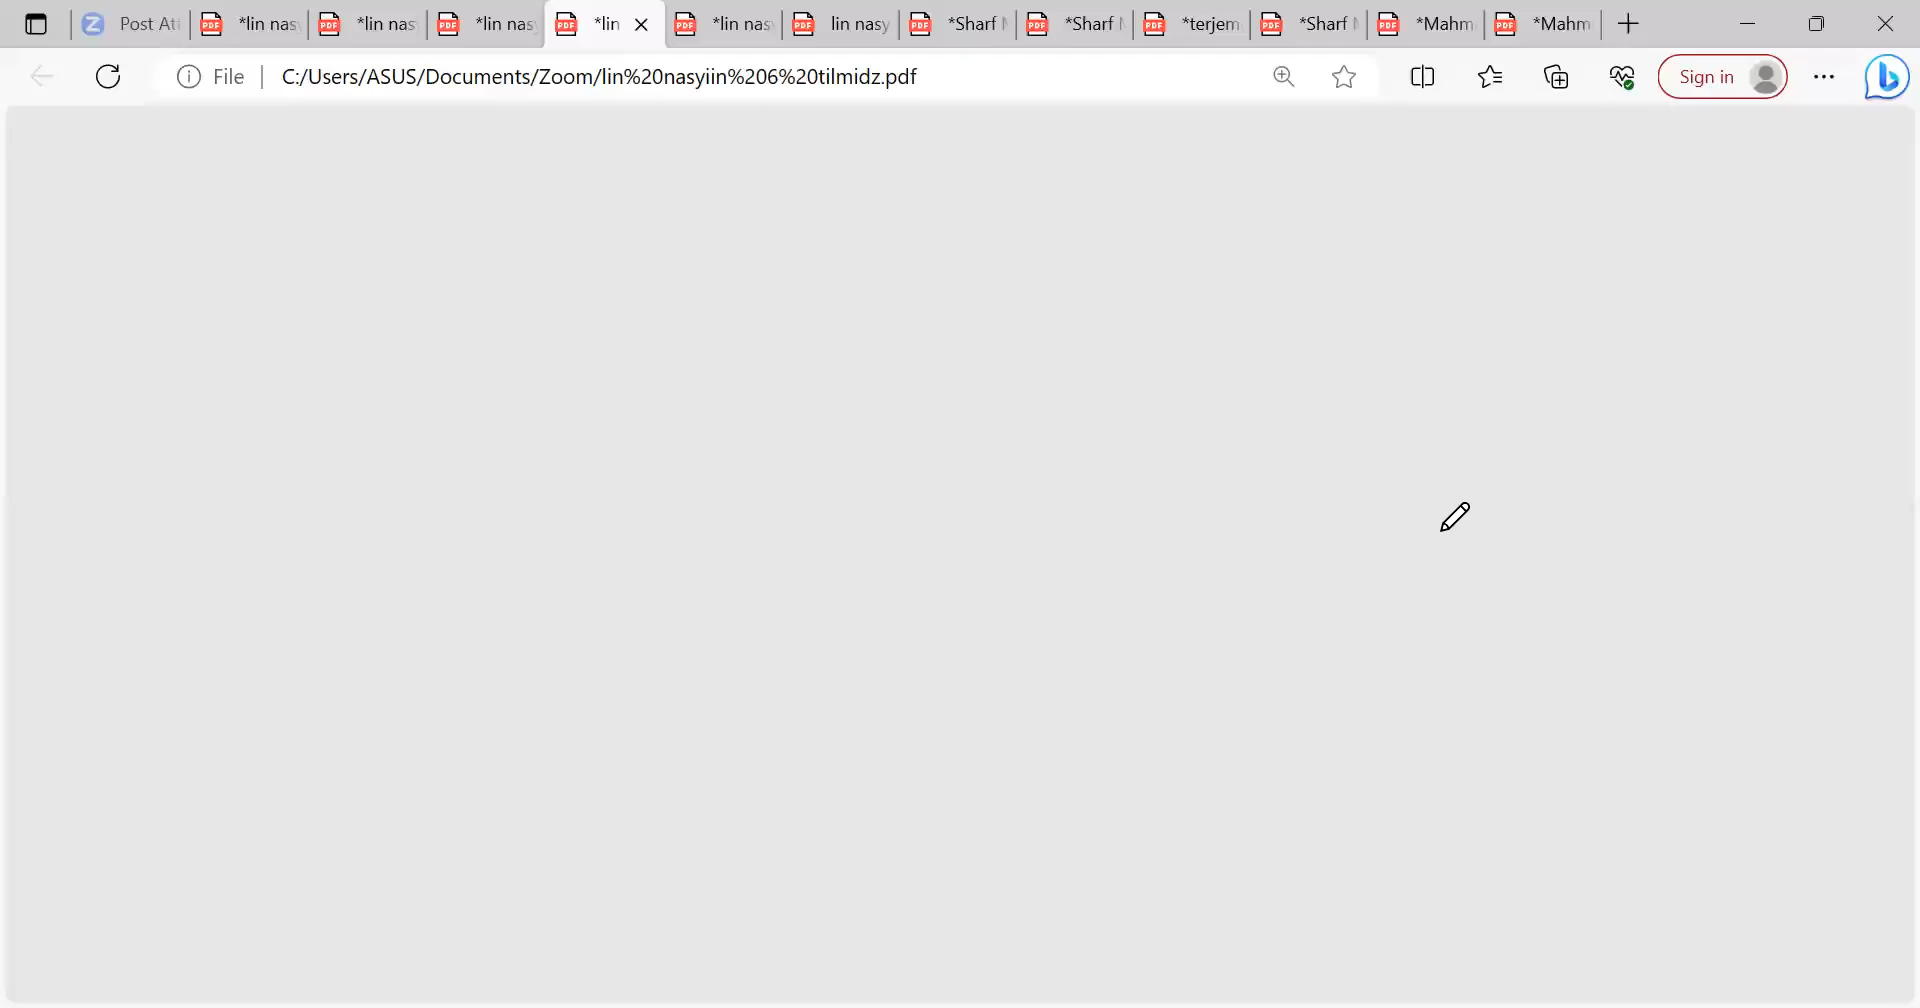 Post At
*lin nas
*lin nas
*lin nas
*lin
*lin nas
lin nasy
*Sharf
*Sharf
*terjem
*Sharf
*Mahm
*Mahm
File
C:/Users/ASUS/Documents/Zoom/lin%20nasyiin%206%20tilmidz.pdf
Sign in